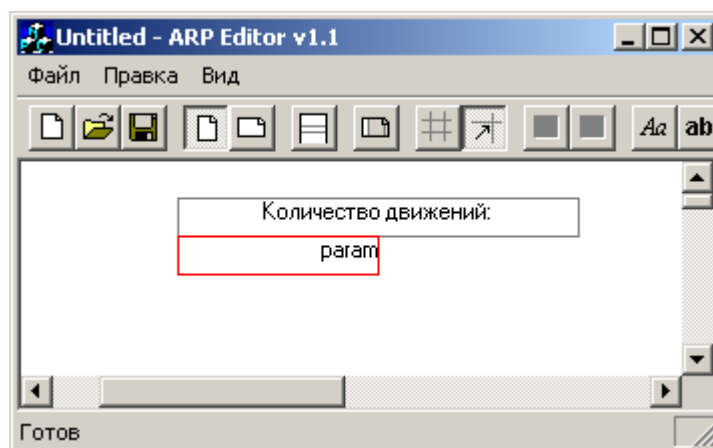 Untitled - ARP Editor v1.1
Файл Правка Вид
Aa ab
Количество движений:
param
Готов